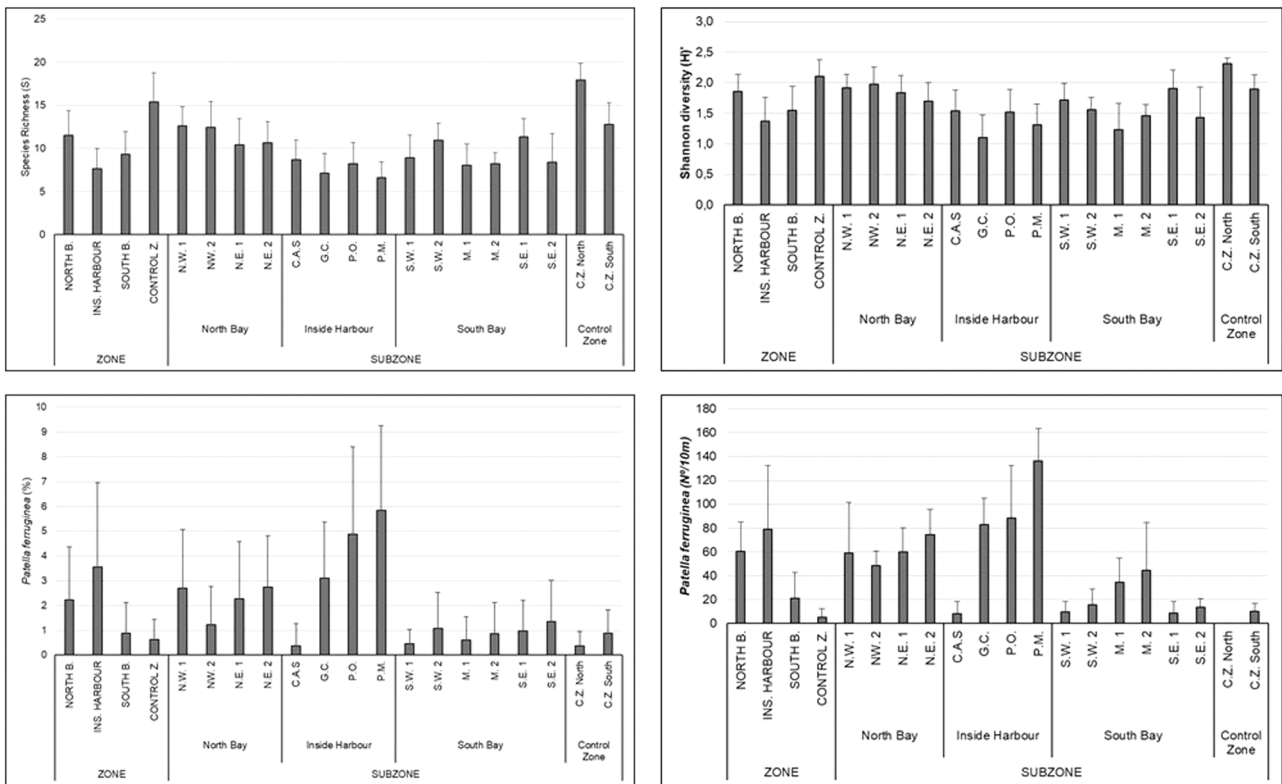 Species Richness (S)
25
20
15
10
5
0
NORTH B.
INS. HARBOUR
SOUTH B.
CONTROL Z.
N.W. 1
NW. 2
N.E. 1
N.E. 2
C.A.S
G.C.
P.O.
P.M.
S.W. 1
S.W. 2
M. 1
M. 2
S.E. 1
S.E. 2
C.Z. North
C.Z. South
North Bay
Inside Harbour
South Bay
Control
Zone
ZONE
SUBZONE
Shannon diversity (H)'
3,0
2,5
2,0
1,5
1,0
0,5
0,0
NORTH B.
INS. HARBOUR
SOUTH B.
CONTROL Z.
N.W. 1
NW. 2
N.E. 1
N.E. 2
C.A.S
G.C.
P.O.
P.M.
S.W. 1
S.W. 2
M. 1
M. 2
S.E. 1
S.E. 2
C.Z. North
C.Z. South
North Bay
Inside Harbour
South Bay
Control
Zone
ZONE
SUBZONE
Patella ferruginea (%)
10
9
8
7
6
5
4
3
2
1
0
NORTH B.
INS. HARBOUR
SOUTH B.
CONTROL Z.
N.W. 1
NW. 2
N.E. 1
N.E. 2
C.A.S
G.C.
P.O.
P.M.
S.W. 1
S.W. 2
M. 1
M. 2
S.E. 1
S.E. 2
C.Z. North
C.Z. South
North Bay
Inside Harbour
South Bay
Control
Zone
ZONE
SUBZONE
Patella ferruginea (Nº/10m)
180
160
140
120
100
80
60
40
20
0
NORTH B.
INS. HARBOUR
SOUTH B.
CONTROL Z.
N.W. 1
NW. 2
N.E. 1
N.E. 2
C.A.S
G.C.
P.O.
P.M.
S.W. 1
S.W. 2
M. 1
M. 2
S.E. 1
S.E. 2
C.Z. North
C.Z. South
North Bay
Inside Harbour
South Bay
Control
Zone
ZONE
SUBZONE